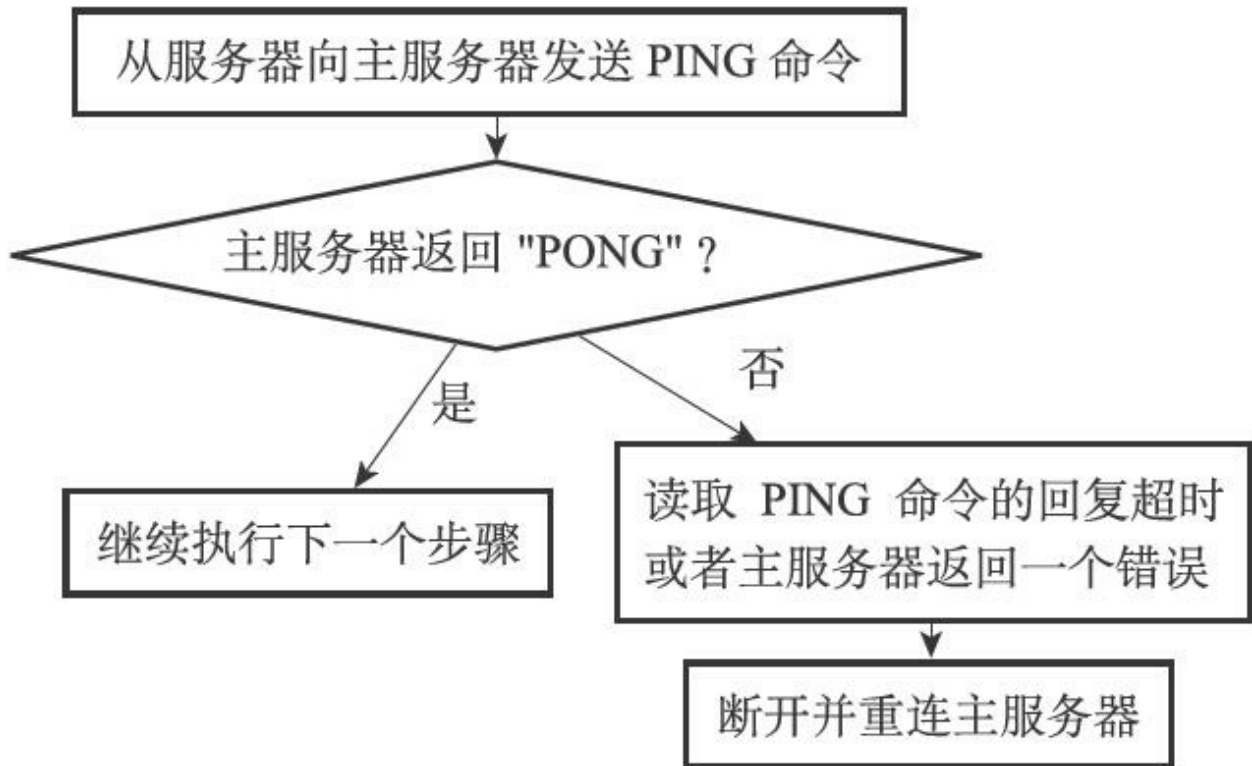 从服务器向主服务器发送 PING 命令
主服务器返回 "PONG" ?
是
否
继续执行下一个步骤
读取 PING 命令的回复超时
或者主服务器返回一个错误
断开并重连主服务器